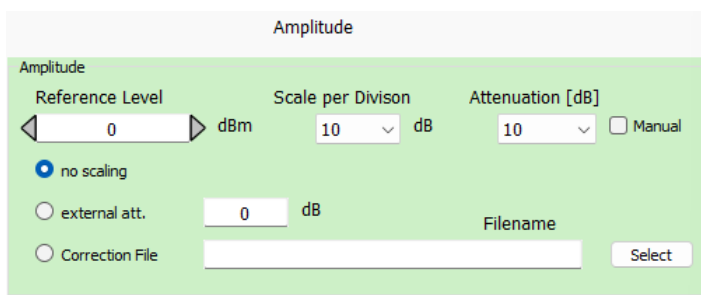 Amplitude
Amplitude
Reference Level Scale per Divison Attenuation [dB]
0 dBm 10 dB 10 Manual
no scaling
external att. 0 dB
Filename
Correction File Select